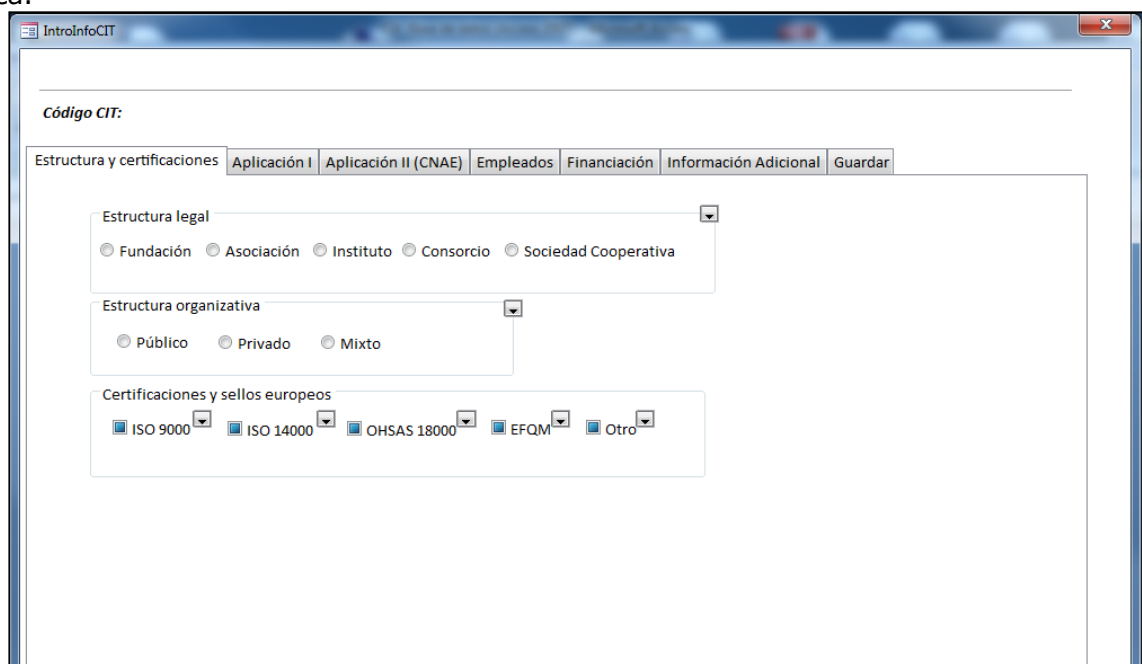 IntroInfoCIT
Código CIT:
Estructura y certificaciones Aplicación I Aplicación II (CNAE) Empleados Financiación Información Adicional Guardar
Estructura legal
Fundación Asociación Instituto Consorcio Sociedad Cooperativa
Estructura organizativa
Público Privado Mixto
Certificaciones y sellos europeos
ISO 9000 ISO 14000 OHSAS 18000 EFQM Otro